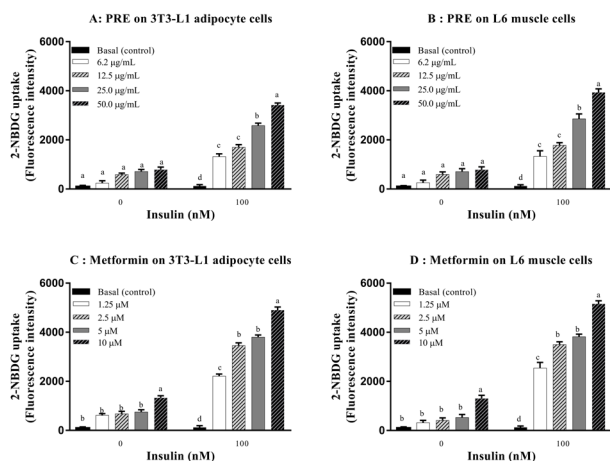 A: PRE on 3T3-L1 adipocyte cells
2-NBDG uptake
(Fluorescence intensity)
6000
4000
2000
0
Basal (control)
6.2 µg/mL
12.5 µg/mL
25.0 µg/mL
50.0 µg/mL
a a a a a
d c c b a
0 100
Insulin (nM)
B : PRE on L6 muscle cells
2-NBDG uptake
(Fluorescence intensity)
6000
4000
2000
0
Basal (control)
6.2 µg/mL
12.5 µg/mL
25.0 µg/mL
50.0 µg/mL
a a a a a
d c c b a
0 100
Insulin (nM)
C : Metformin on 3T3-L1 adipocyte cells
2-NBDG uptake
(Fluorescence intensity)
6000
4000
2000
0
Basal (control)
1.25 µM
2.5 µM
5 µM
10 µM
b b b b a
d c b b a
0 100
Insulin (nM)
D : Metformin on L6 muscle cells
2-NBDG uptake
(Fluorescence intensity)
6000
4000
2000
0
Basal (control)
1.25 µM
2.5 µM
5 µM
10 µM
b b b b a
d c b b a
0 100
Insulin (nM)